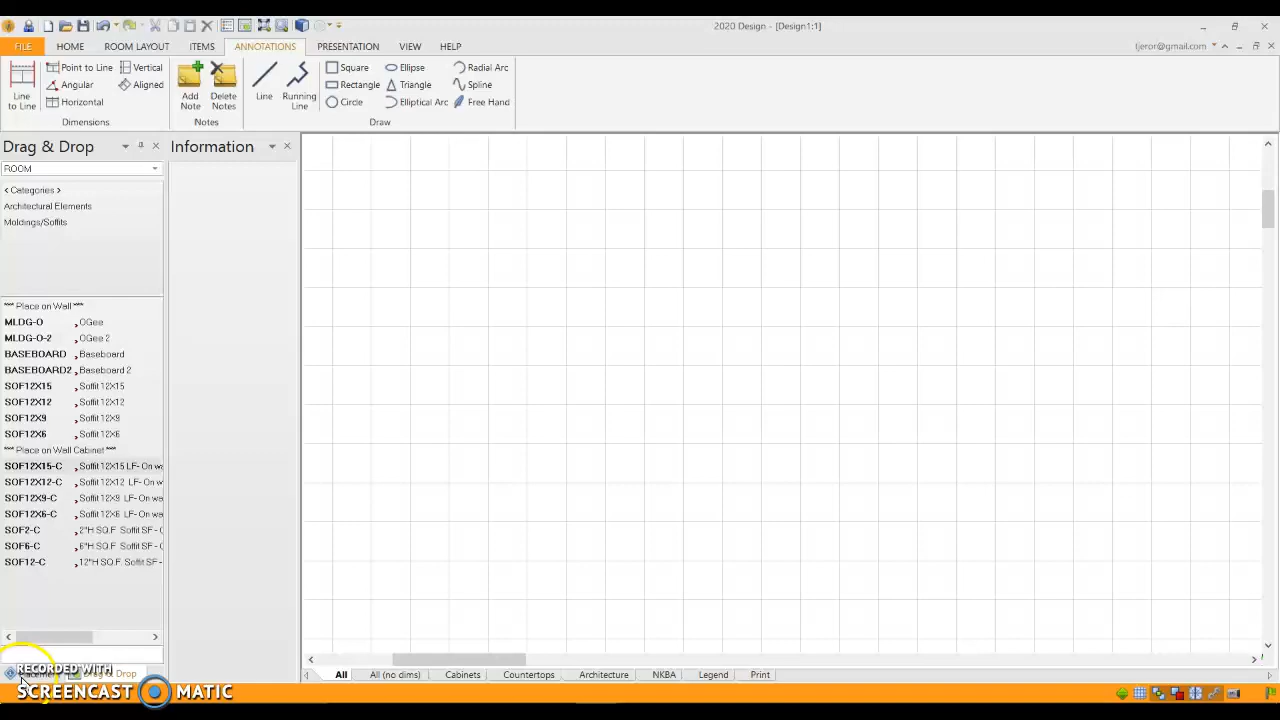 2020 Design - [Design1:1]
FILE HOME ROOM LAYOUT ITEMS ANNOTATIONS PRESENTATION VIEW HELP tjeror@gmail.com
Line to Line
Point to Line
Angular
Horizontal
Vertical
Aligned
Dimensions
Add Note
Delete Notes
Notes
Line
Running Line
Square
Rectangle
Circle
Ellipse
Triangle
Elliptical Arc
Radial Arc
Spline
Free Hand
Draw
Drag & Drop
Information
ROOM
< Categories >
Architectural Elements
Moldings/Soffits
*** Place on Wall ***
MLDG-O , OGee
MLDG-O-2 , OGee 2
BASEBOARD , Baseboard
BASEBOARD2 , Baseboard 2
SOF12X15 , Soffit 12X15
SOF12X12 , Soffit 12x12
SOF12X9 , Soffit 12X9
SOF12X6 , Soffit 12X6
*** Place on Wall Cabinet ***
SOF12X15-C , Soffit 12X15 LF- On wa
SOF12X12-C , Soffit 12X12 LF- On wa
SOF12X9-C , Soffit 12X9 LF- On wa
SOF12X6-C , Soffit 12X6 LF- On wa
SOF2-C , 2"H SQ.F. Soffit SF - C
SOF6-C , 6"H SQ.F. Soffit SF - C
SOF12-C , 12"H SQ.F. Soffit SF -
Drag & Drop
RECORDED WITH
SCREENCAST MATIC
All All (no dims) Cabinets Countertops Architecture NKBA Legend Print